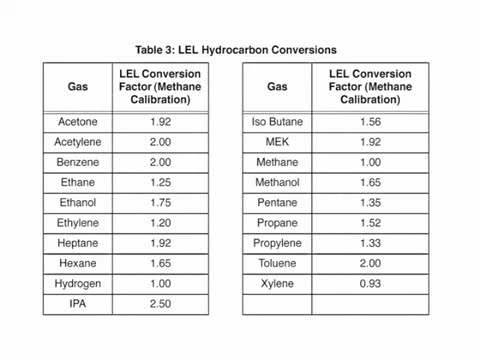 Table 3: LEL Hydrocarbon Conversions
Gas LEL Conversion Factor (Methane Calibration)
Acetone 1.92
Acetylene 2.00
Benzene 2.00
Ethane 1.25
Ethanol 1.75
Ethylene 1.20
Heptane 1.92
Hexane 1.65
Hydrogen 1.00
IPA 2.50
Gas LEL Conversion Factor (Methane Calibration)
Iso Butane 1.56
MEK 1.92
Methane 1.00
Methanol 1.65
Pentane 1.35
Propane 1.52
Propylene 1.33
Toluene 2.00
Xylene 0.93